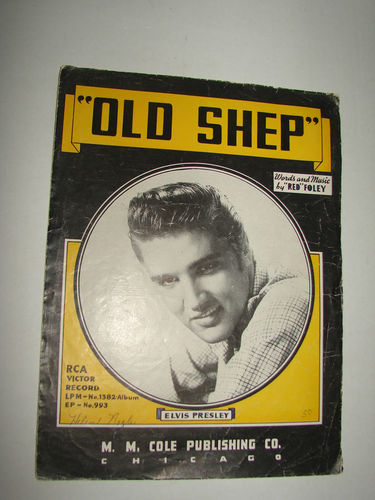 "OLD SHEP"
Words and Music
by "RED" FOLEY
RCA
VICTOR
RECORD
LPM - No. 1382/Album
EP - No. 993
ELVIS PRESLEY
50
M. M. COLE PUBLISHING CO.
CHICAGO